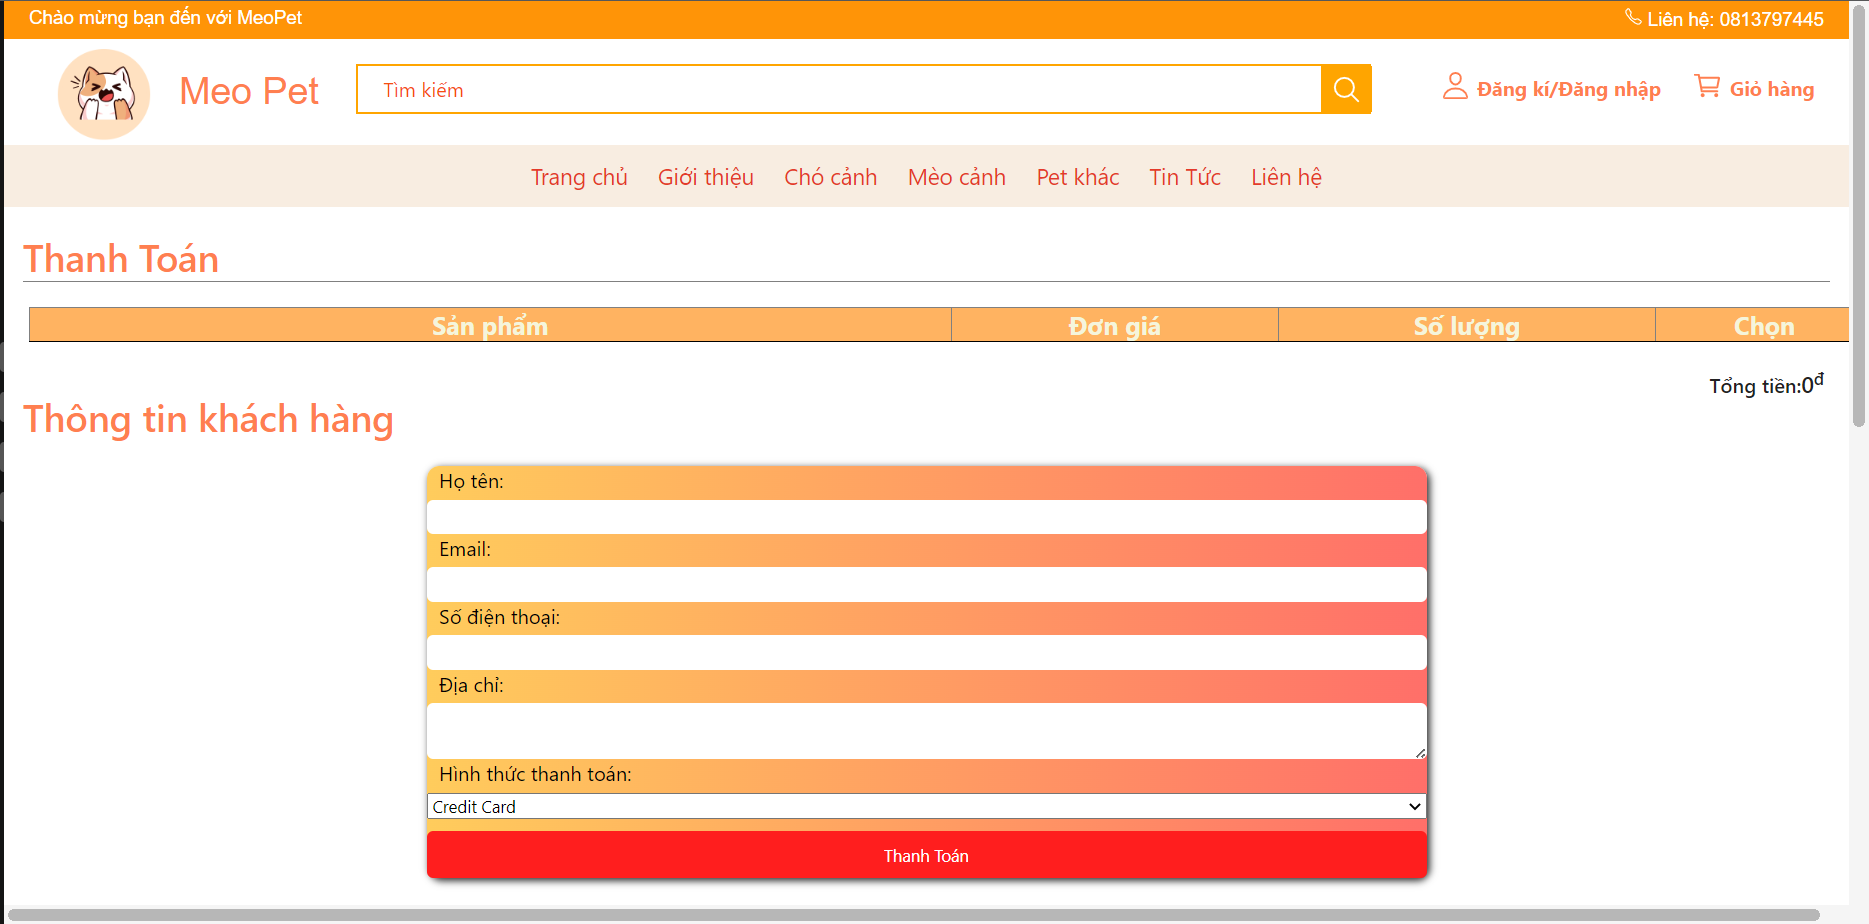 Chào mừng bạn đến với MeoPet
Liên hệ: 0813797445
Meo Pet
Tìm kiếm
Đăng kí/Đăng nhập
Giỏ hàng
Trang chủ Giới thiệu Chó cảnh Mèo cảnh Pet khác Tin Tức Liên hệ
Thanh Toán
Sản phẩm Đơn giá Số lượng Chọn
Tổng tiền:0đ
Thông tin khách hàng
Họ tên:
Email:
Số điện thoại:
Địa chỉ:
Hình thức thanh toán:
Credit Card
Thanh Toán